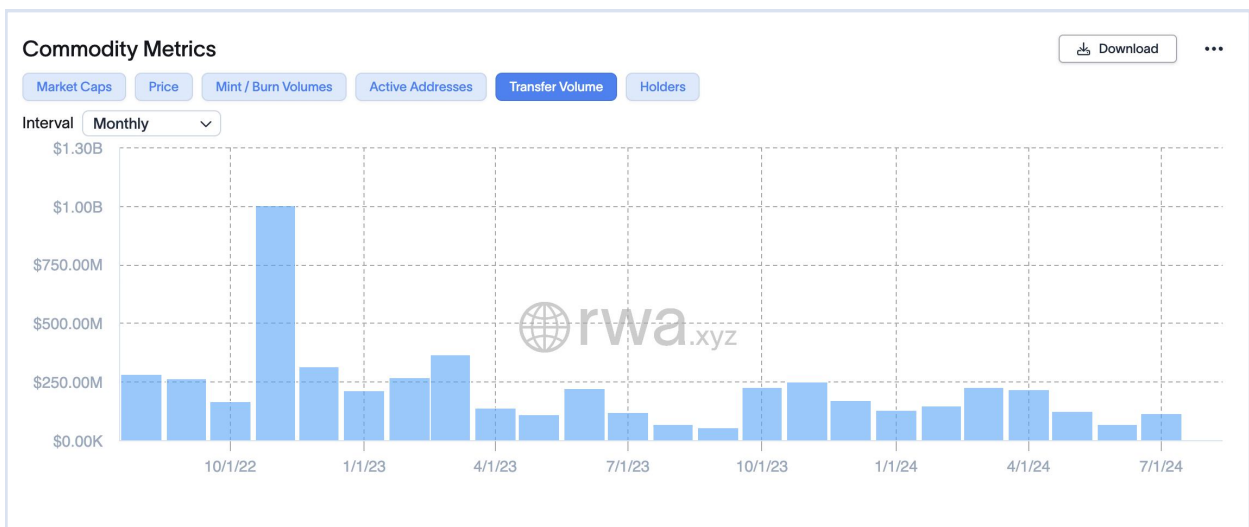 Commodity Metrics
Download
Market Caps
Price
Mint / Burn Volumes
Active Addresses
Transfer Volume
Holders
Interval Monthly
$1.30B
$1.00B
$750.00M
$500.00M
$250.00M
$0.00K
rwa.xyz
10/1/22
1/1/23
4/1/23
7/1/23
10/1/23
1/1/24
4/1/24
7/1/24